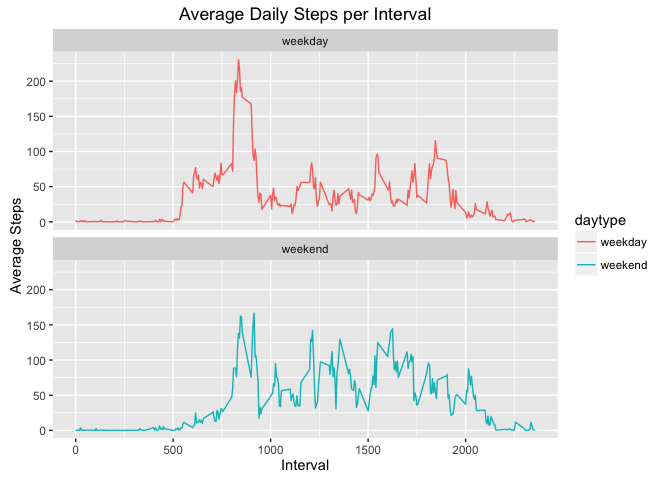 Average Daily Steps per Interval
weekday
200
150
100
50
0
weekend
200
150
100
50
0
0 500 1000 1500 2000
Interval
Average Steps
daytype
weekday
weekend